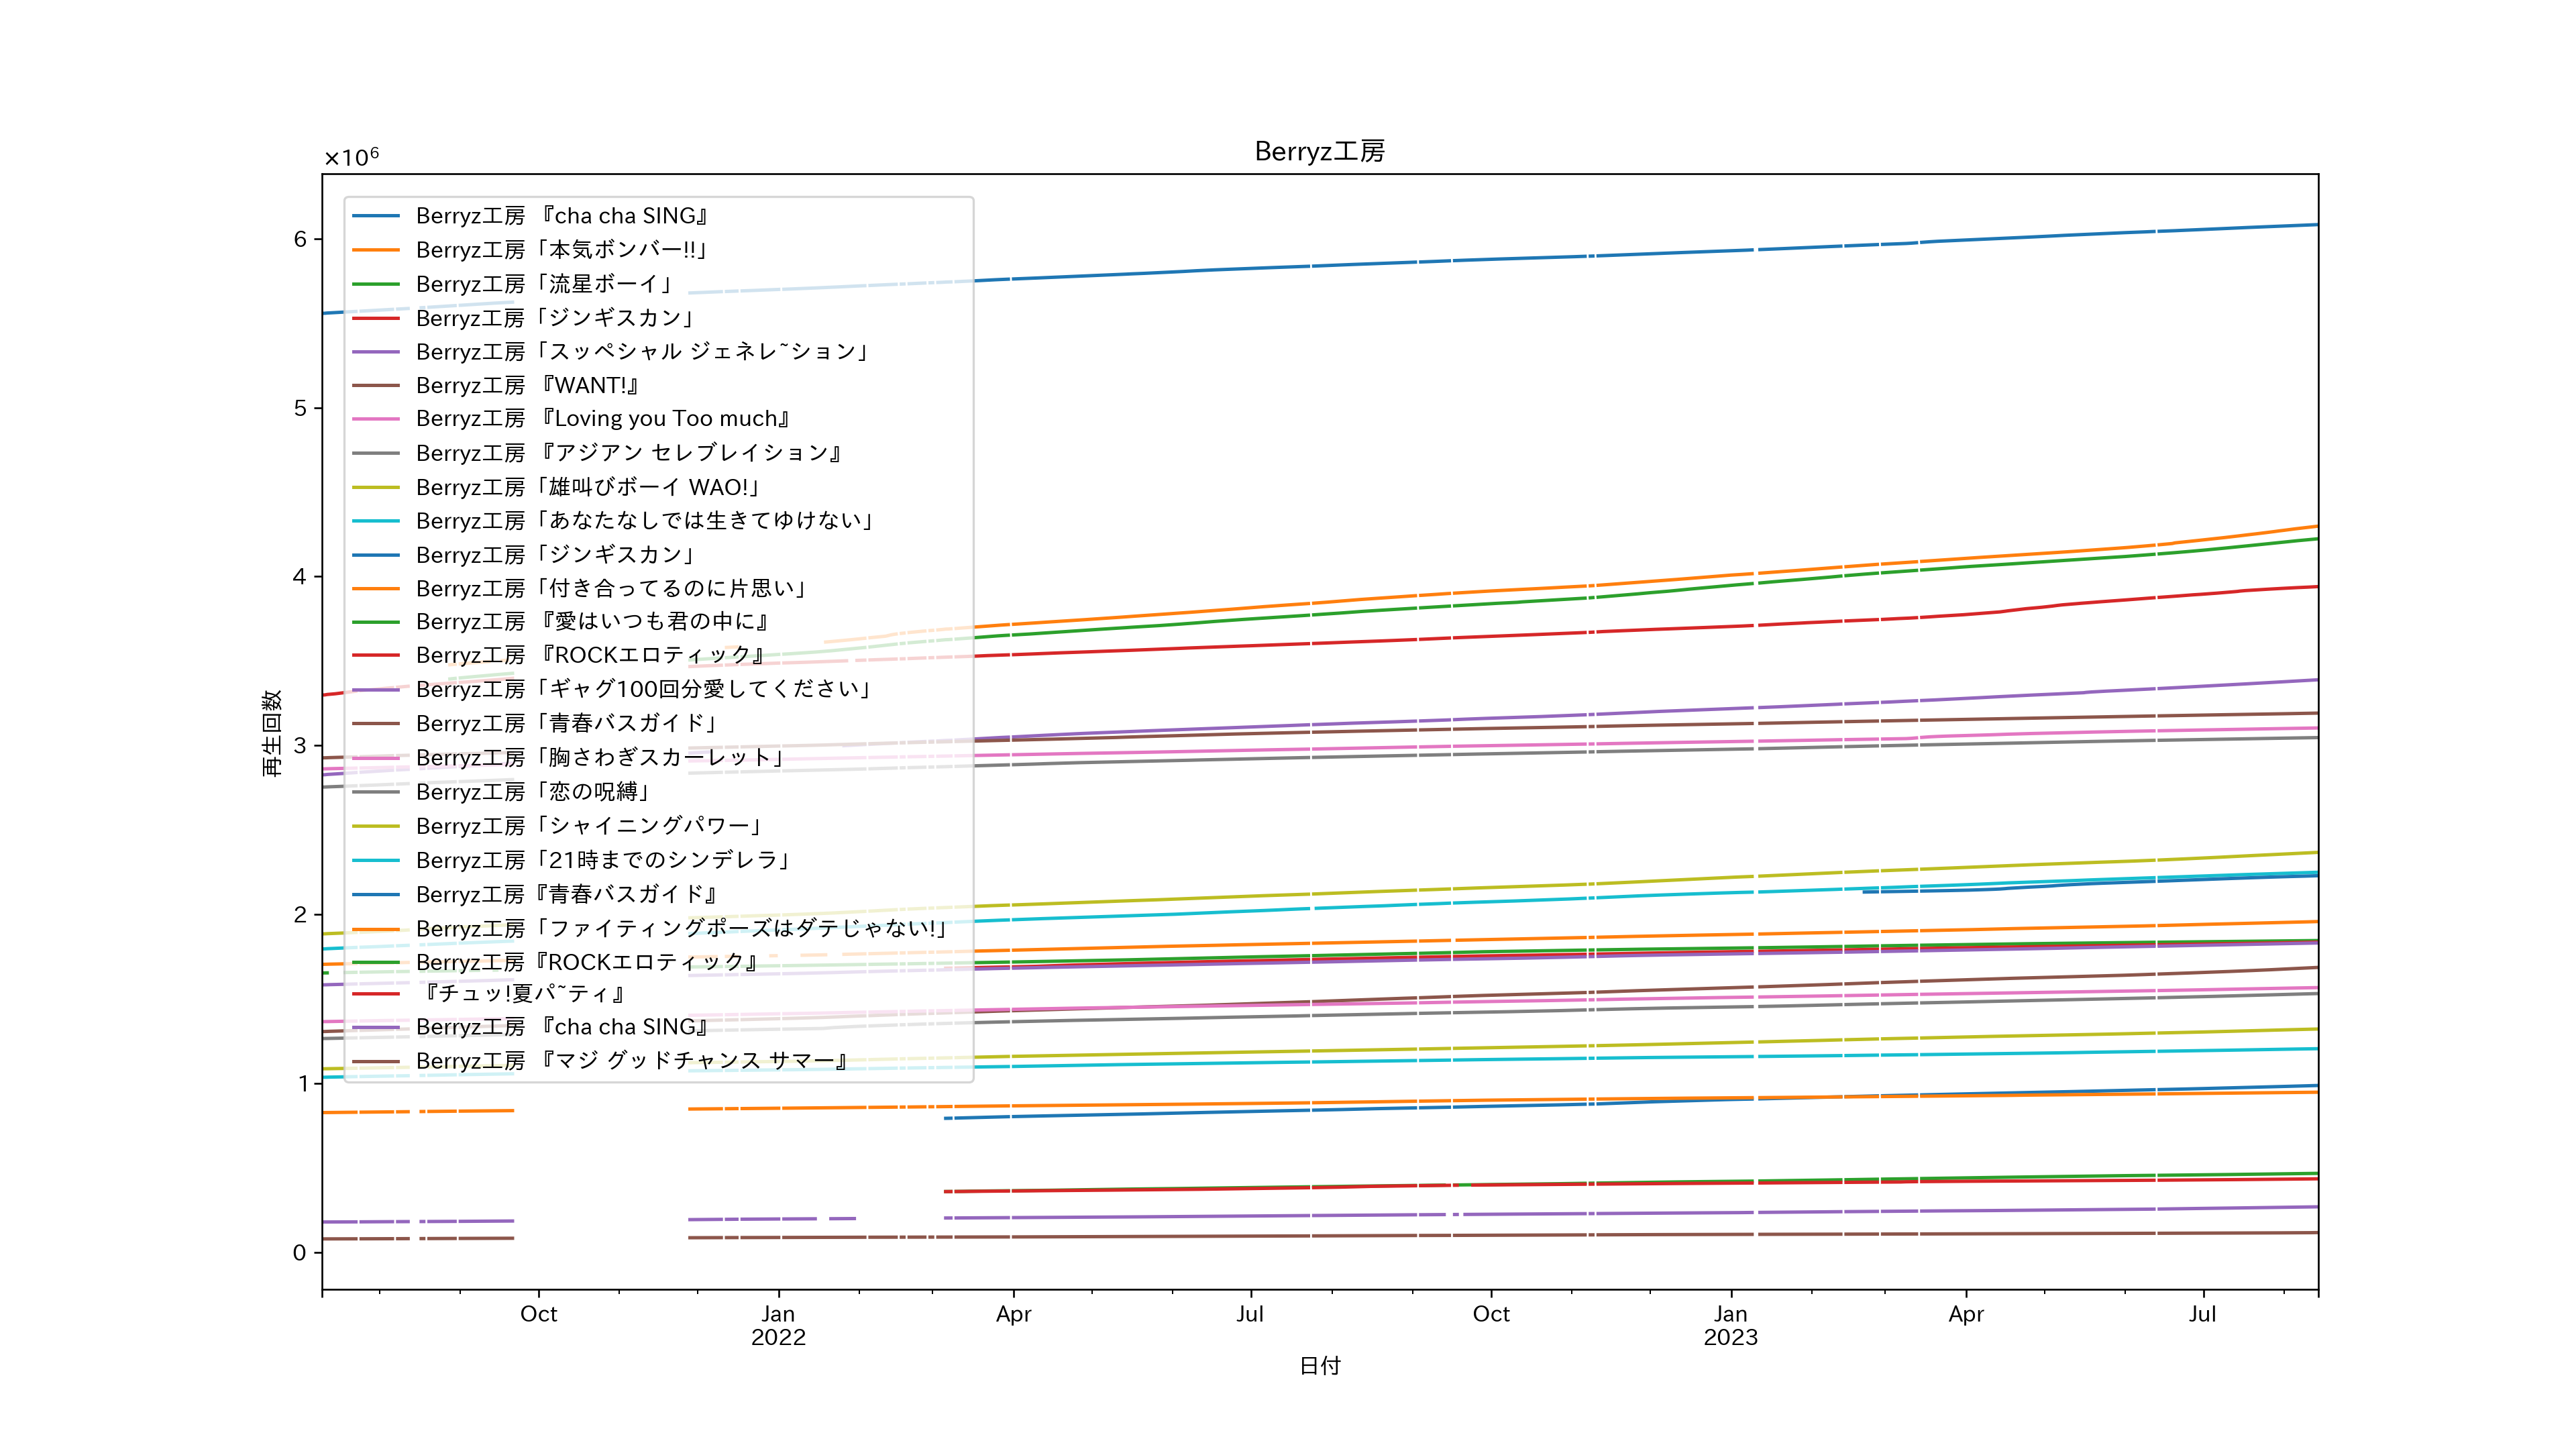 Berryz工房
×10⁶
6
5
4
3
2
1
0
再生回数
Berryz工房 『cha cha SING』
Berryz工房「本気ボンバー!!」
Berryz工房「流星ボーイ」
Berryz工房「ジンギスカン」
Berryz工房「スッペシャル ジェネレ~ション」
Berryz工房 『WANT!』
Berryz工房 『Loving you Too much』
Berryz工房 『アジアン セレブレイション』
Berryz工房「雄叫びボーイ WAO!」
Berryz工房「あなたなしでは生きてゆけない」
Berryz工房「ジンギスカン」
Berryz工房「付き合ってるのに片思い」
Berryz工房 『愛はいつも君の中に』
Berryz工房 『ROCKエロティック』
Berryz工房「ギャグ100回分愛してください」
Berryz工房「青春バスガイド」
Berryz工房「胸さわぎスカーレット」
Berryz工房「恋の呪縛」
Berryz工房「シャイニングパワー」
Berryz工房「21時までのシンデレラ」
Berryz工房『青春バスガイド』
Berryz工房「ファイティングポーズはダテじゃない!」
Berryz工房『ROCKエロティック』
『チュッ!夏パ~ティ』
Berryz工房 『cha cha SING』
Berryz工房 『マジ グッドチャンス サマー』
Oct Jan Apr Jul Oct Jan Apr Jul
2022 2023
日付